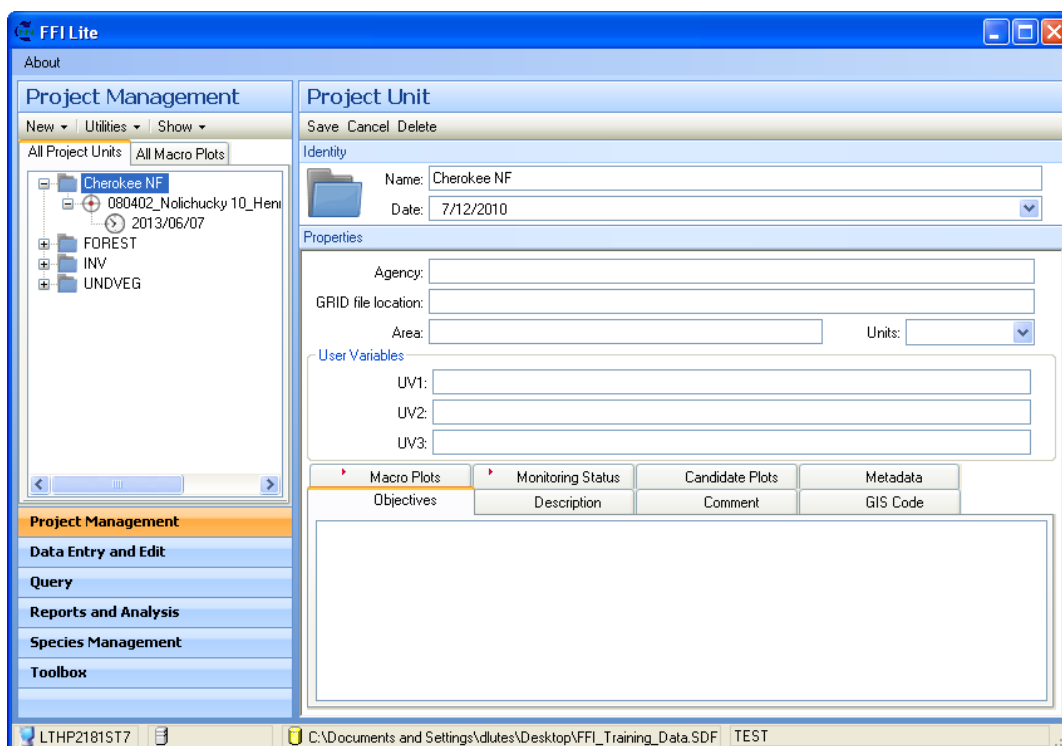 FFI Lite
About
Project Management
New Utilities Show
All Project Units All Macro Plots
Cherokee NF
080402_Nolichucky 10_Henr
2013/06/07
FOREST
INV
UNDVEG
Project Management
Data Entry and Edit
Query
Reports and Analysis
Species Management
Toolbox
Project Unit
Save Cancel Delete
Identity
Name: Cherokee NF
Date: 7/12/2010
Properties
Agency:
GRID file location:
Area: Units:
User Variables
UV1:
UV2:
UV3:
Macro Plots Monitoring Status Candidate Plots Metadata
Objectives Description Comment GIS Code
LTHP2181ST7 C:\Documents and Settings\dlutes\Desktop\FFI_Training_Data.SDF TEST